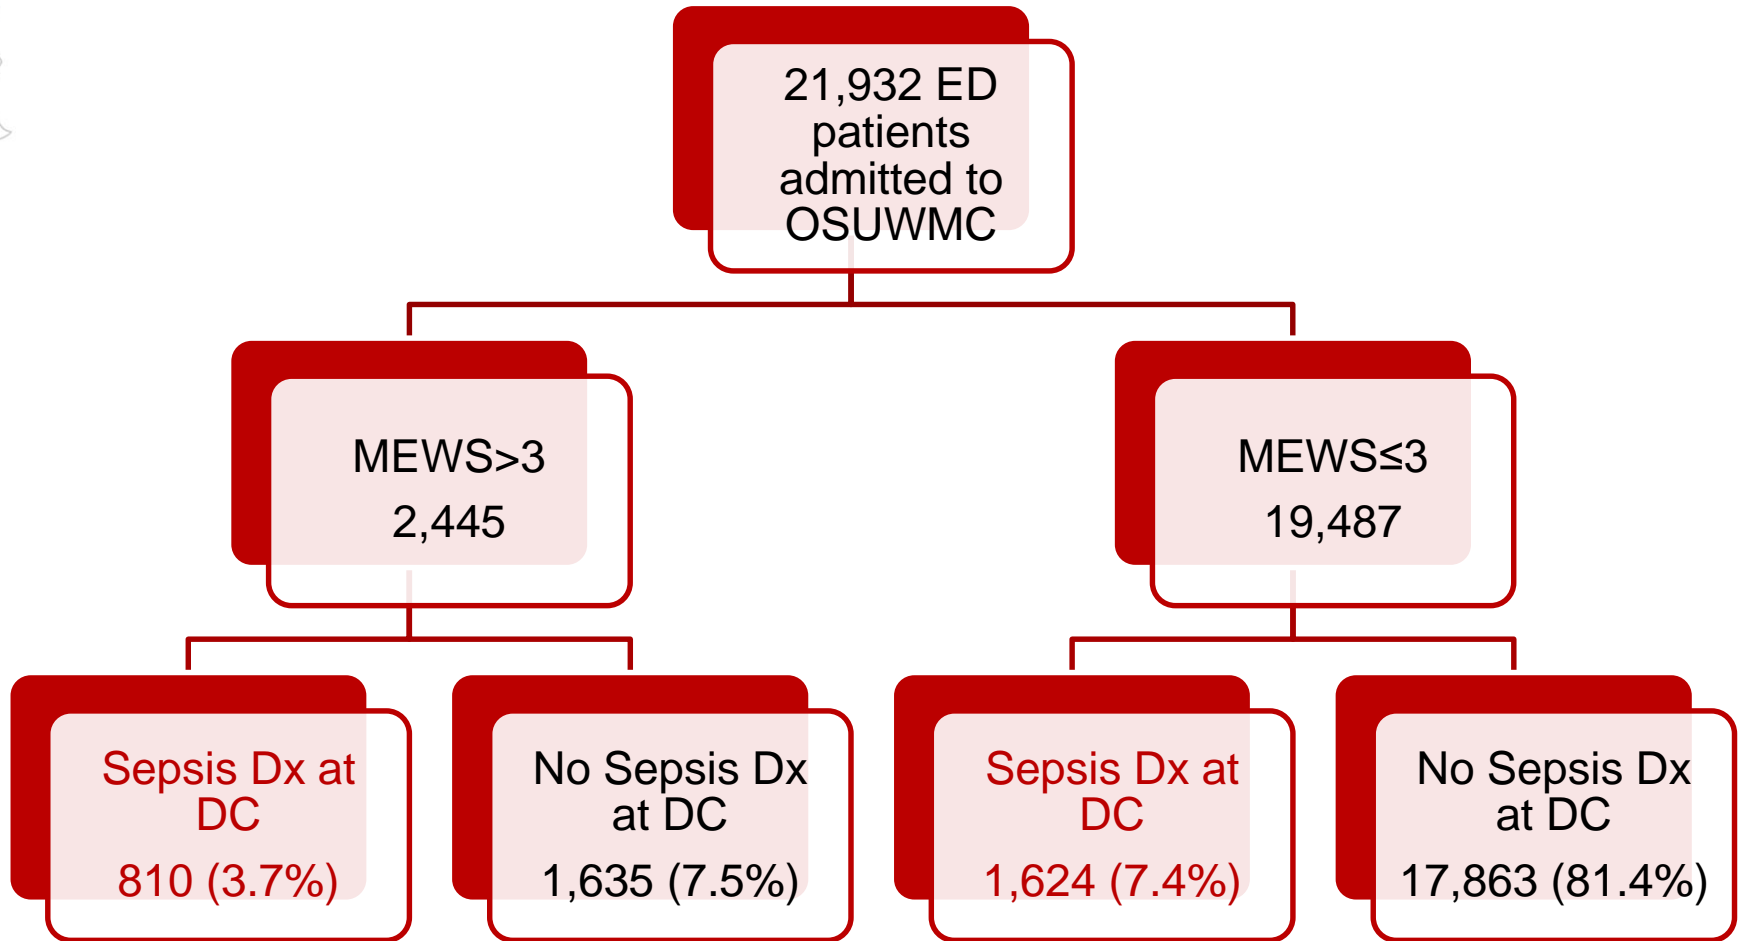 21,932 ED
patients
admitted to
OSUWMC
MEWS>3
2,445
MEWS≤3
19,487
Sepsis Dx at
DC
810 (3.7%)
No Sepsis Dx
at DC
1,635 (7.5%)
Sepsis Dx at
DC
1,624 (7.4%)
No Sepsis Dx
at DC
17,863 (81.4%)